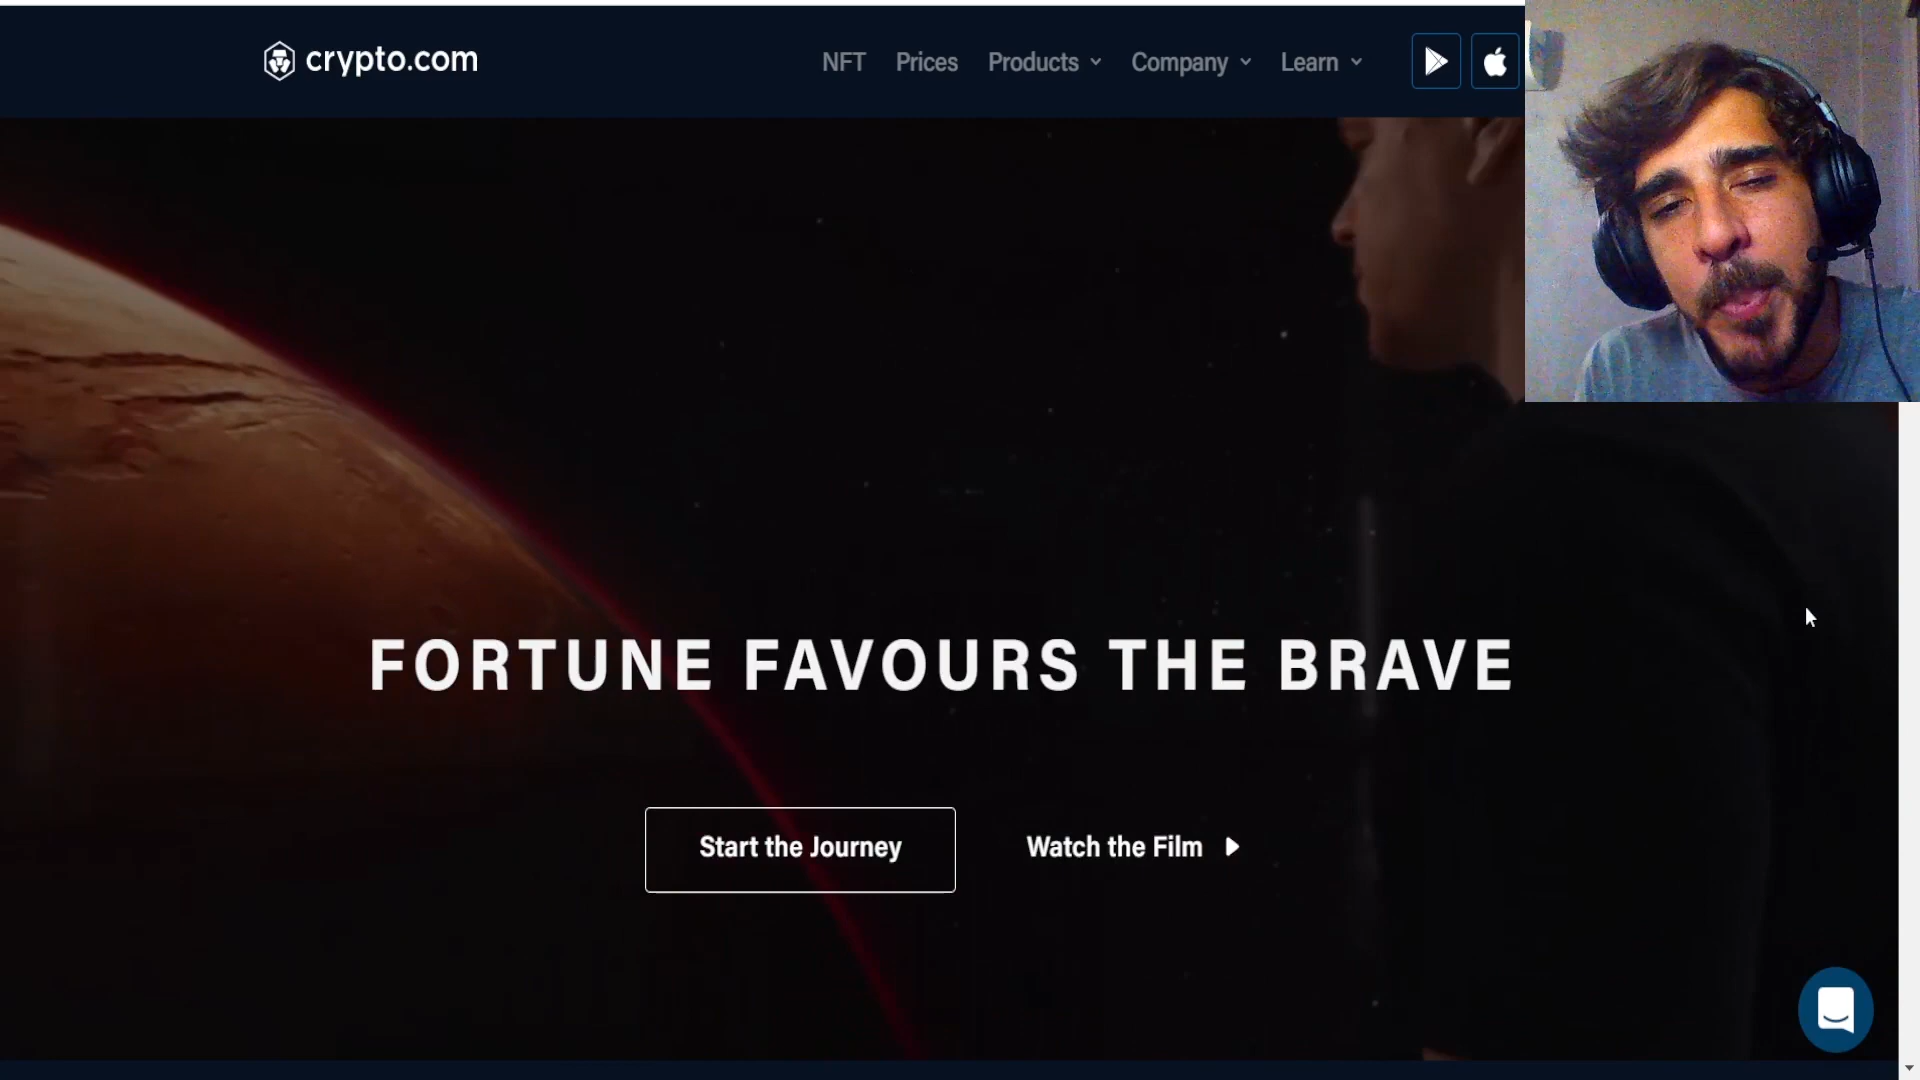 crypto.com
NFT Prices Products Company Learn
FORTUNE FAVOURS THE BRAVE
Start the Journey
Watch the Film